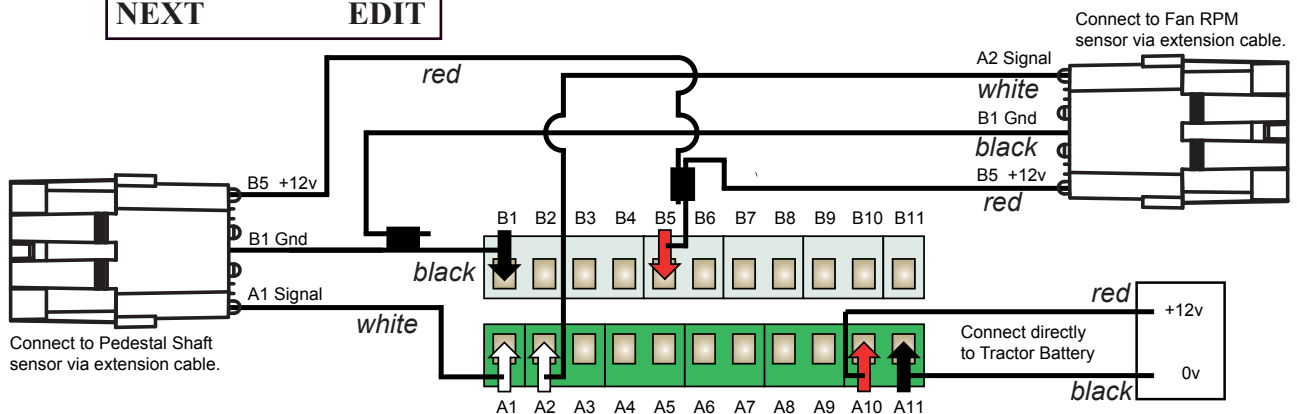 NEXT EDIT
Connect to Fan RPM
sensor via extension cable.
red
A2 Signal
white
B1 Gnd
black
B5 +12v
red
B5 +12v
B1 Gnd
black
A1 Signal
white
Connect to Pedestal Shaft
sensor via extension cable.
B1 B2 B3 B4 B5 B6 B7 B8 B9 B10 B11
red
+12v
Connect directly
to Tractor Battery
0v
black
A1 A2 A3 A4 A5 A6 A7 A8 A9 A10 A11